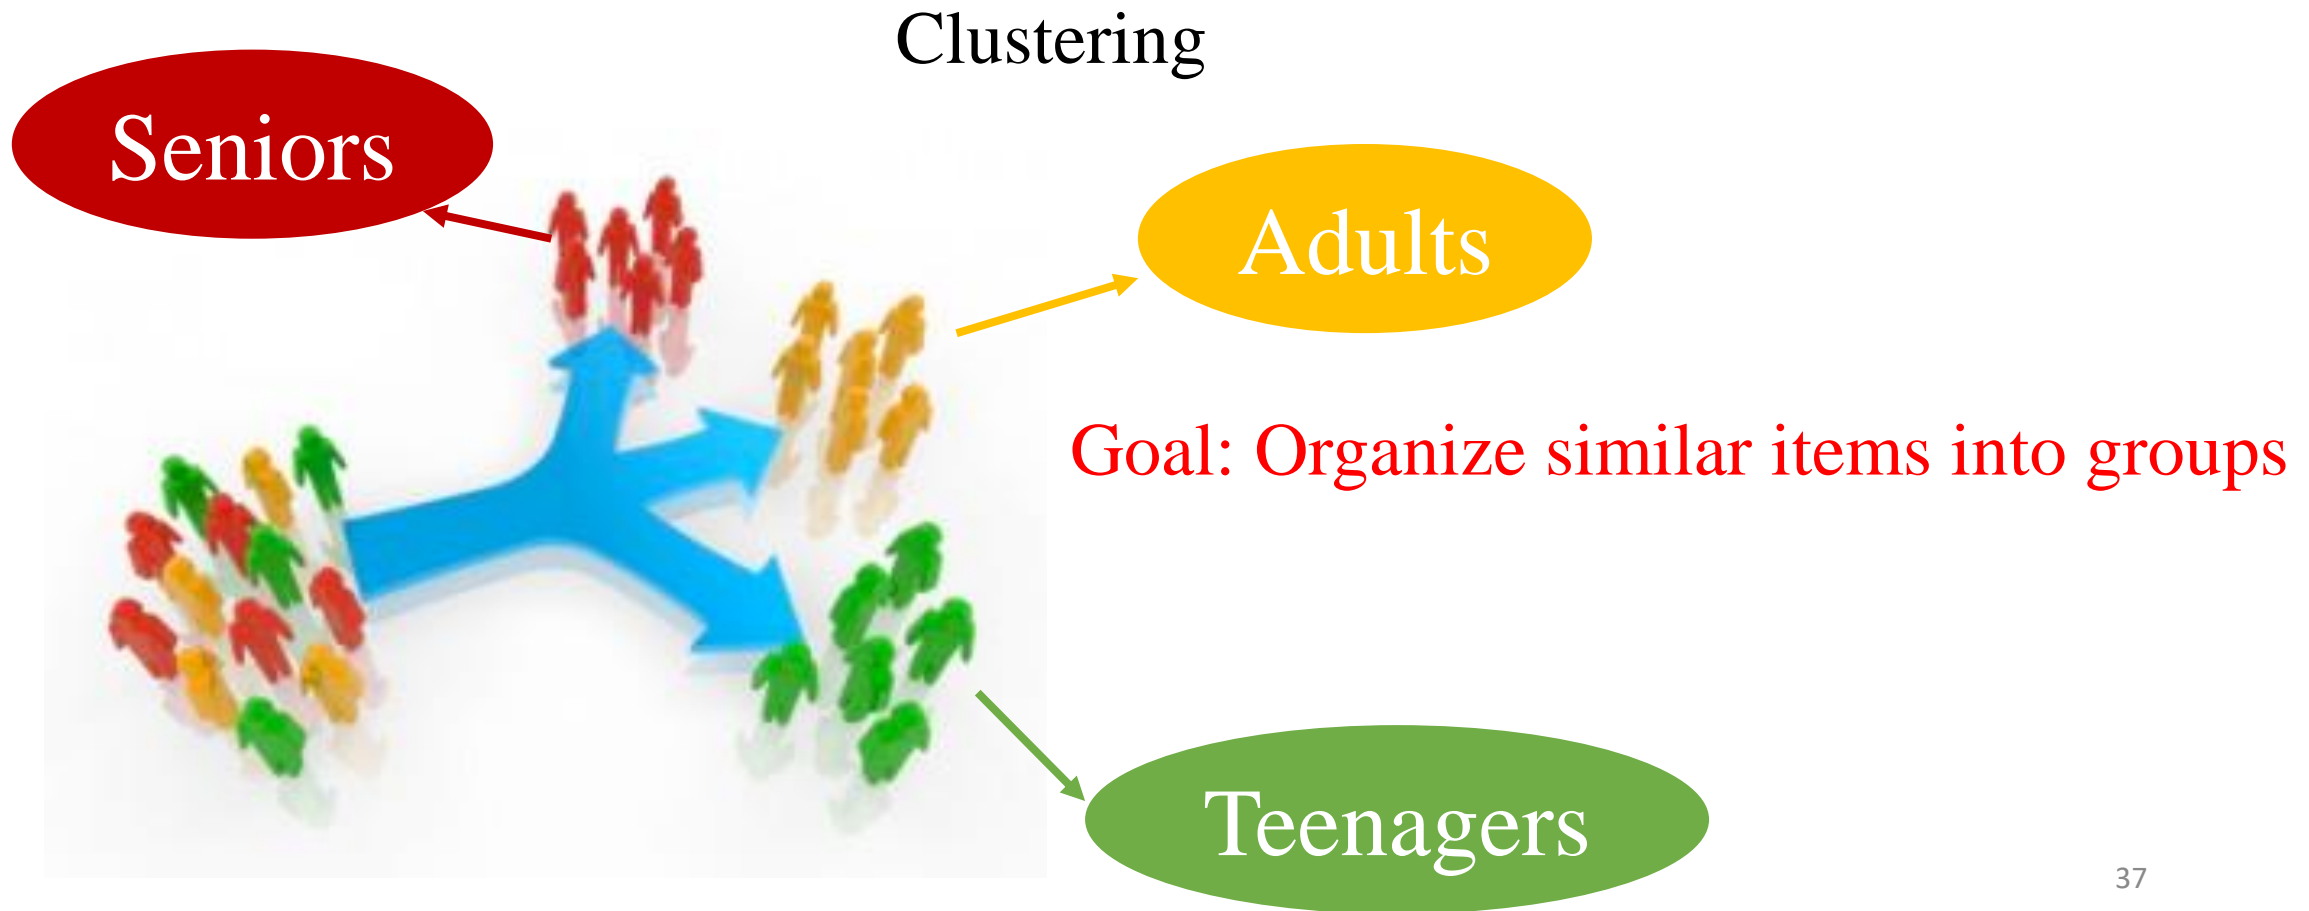 Clustering
Seniors
Adults
Goal: Organize similar items into groups
Teenagers
37